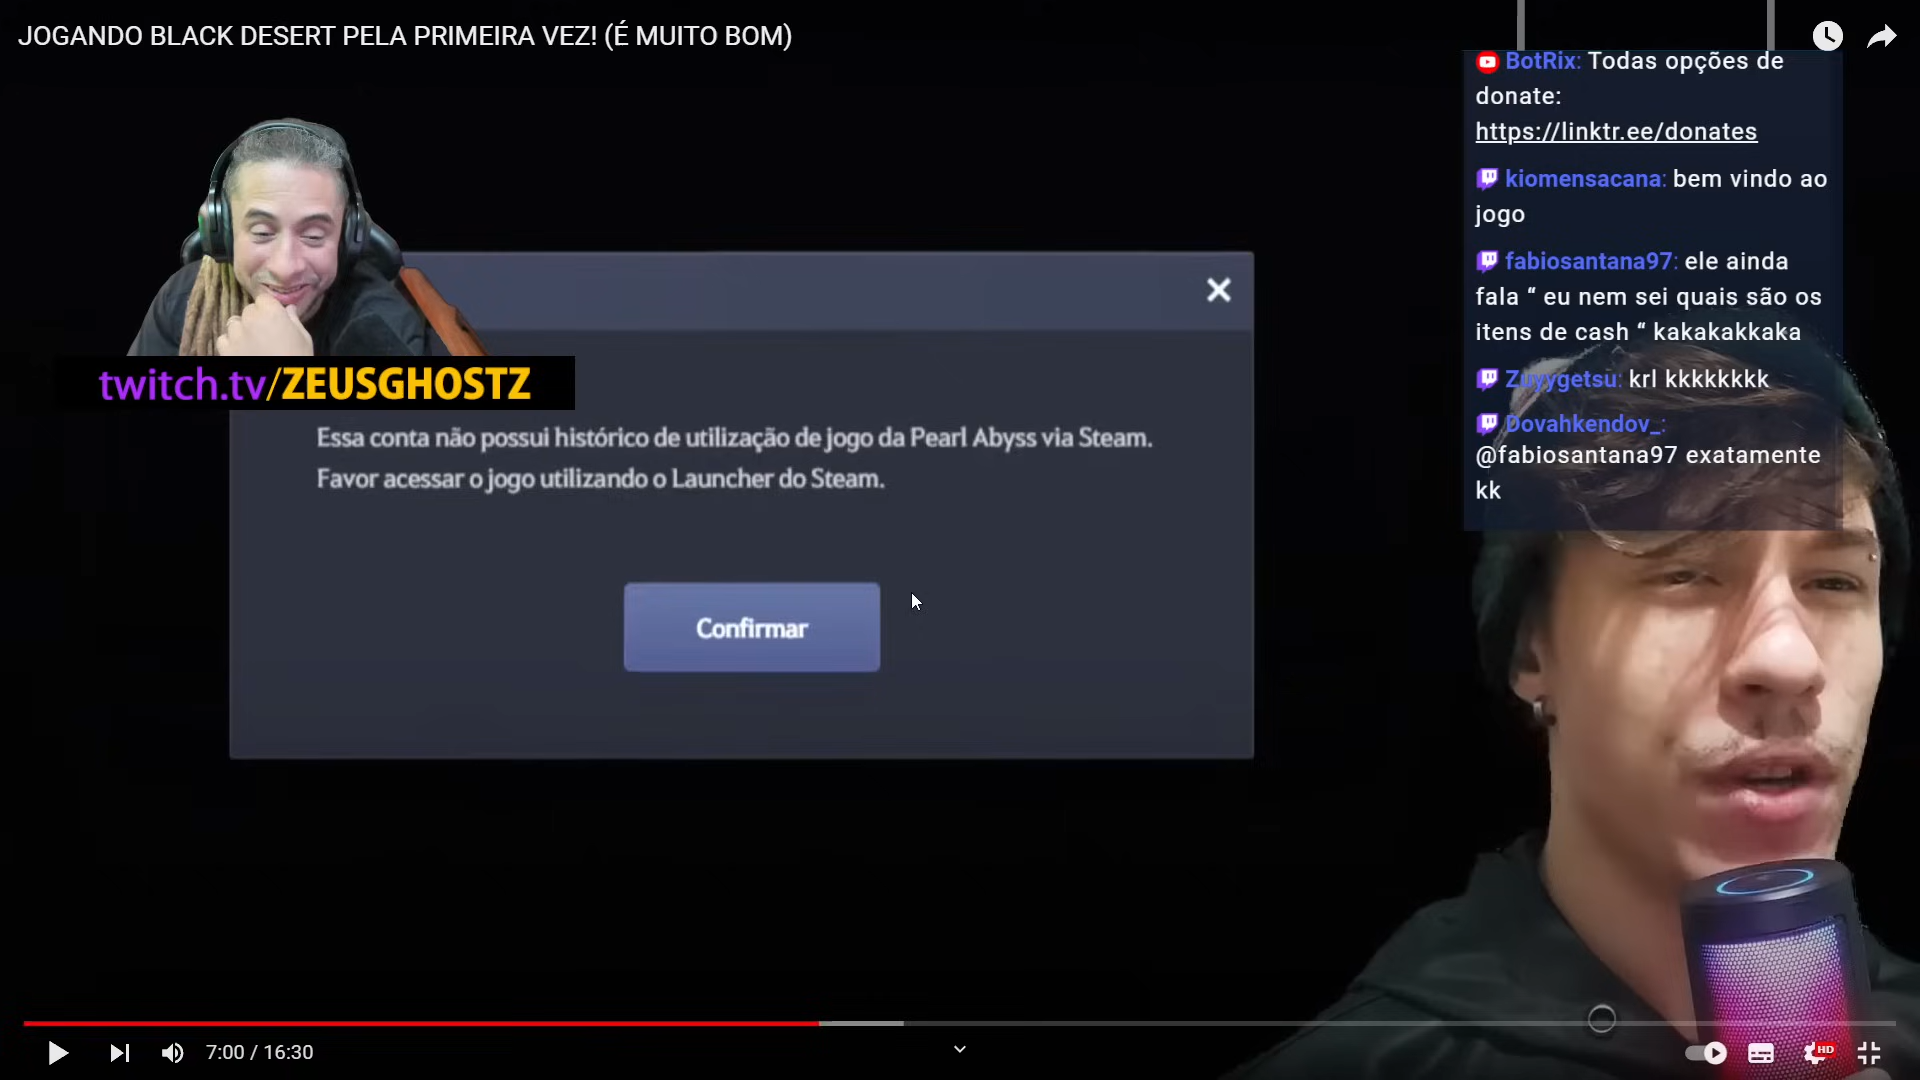 JOGANDO BLACK DESERT PELA PRIMEIRA VEZ! (É MUITO BOM)
BotRix: Todas opções de
donate:
https://linktr.ee/donates
kiomensacana: bem vindo ao
jogo
fabiosantana97: ele ainda
fala “ eu nem sei quais são os
itens de cash “ kakakakkaka
Zuyygetsu: krl kkkkkkkk
Dovahkendov_:
@fabiosantana97 exatamente
kk
twitch.tv/ZEUSGHOSTZ
Essa conta não possui histórico de utilização de jogo da Pearl Abyss via Steam.
Favor acessar o jogo utilizando o Launcher do Steam.
Confirmar
7:00 / 16:30
HD